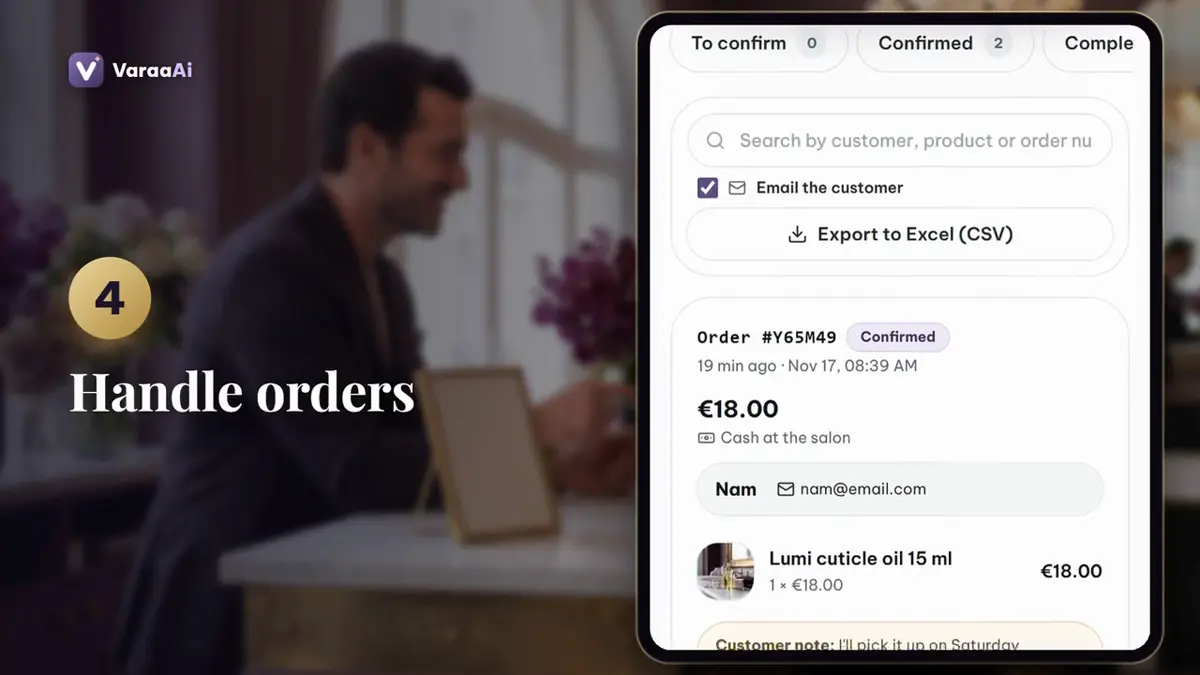 VaraaAi
4
Handle orders
To confirm 0
Confirmed 2
Comple
Search by customer, product or order nu
Email the customer
Export to Excel (CSV)
Order #Y65M49 Confirmed
19 min ago · Nov 17, 08:39 AM
€18.00
Cash at the salon
Nam nam@email.com
Lumi cuticle oil 15 ml
1 × €18.00
€18.00
Customer note: I'll pick it up on Saturday